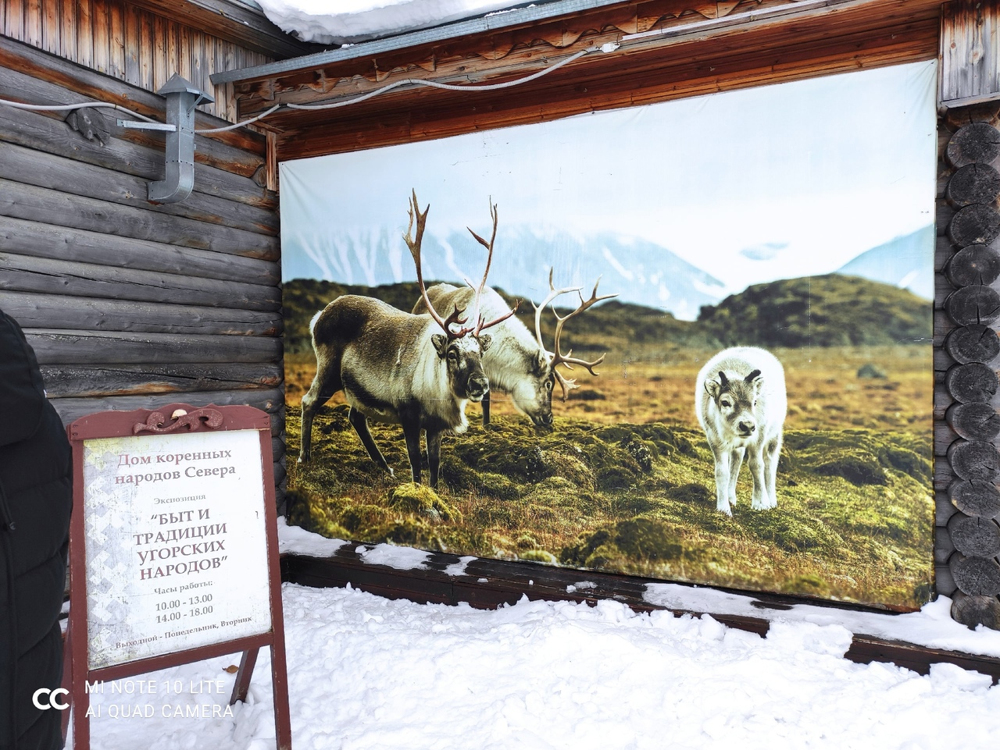 Дом коренных
народов Севера
Экспозиция
“БЫТ И
ТРАДИЦИИ
УГОРСКИХ
НАРОДОВ”
Часы работы:
10.00 - 13.00
14.00 - 18.00
Выходной - Понедельник, Вторник
MI NOTE 10 LITE
AI QUAD CAMERA